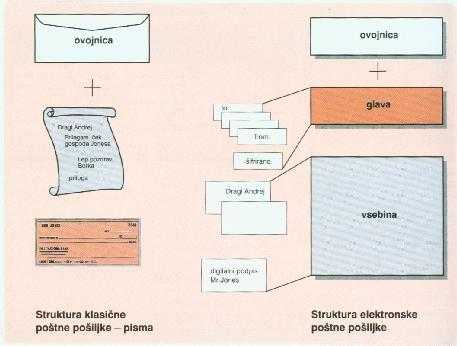 ovojnica
Dragi Andrej
Prilagam ček
gospoda Jonesa
Lep pozdrav
Borka
priloga
Struktura klasične
poštne pošiljke – pisma
ovojnica
glava
to
from:
šifrirano
Dragi Andrej
vsebina
digitalni podpis
Mr.Jones
Struktura elektronske
poštne pošiljke